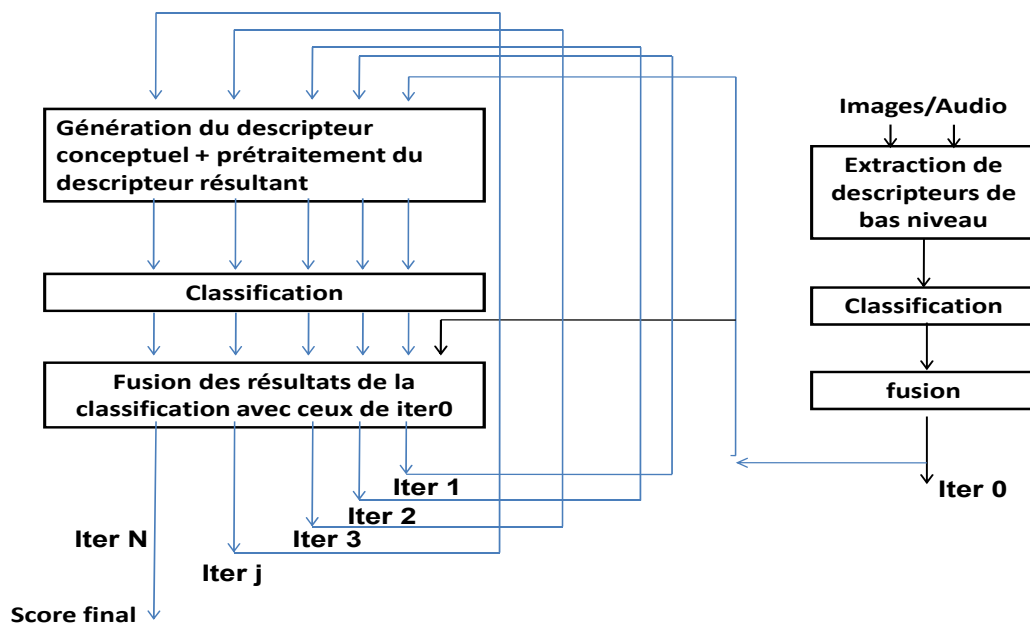 Génération du descripteur
conceptuel + prétraitement du
descripteur résultant
Classification
Fusion des résultats de la
classification avec ceux de iter0
Iter 1
Iter 2
Iter 3
Iter j
Iter N
Score final
Images/Audio
Extraction de
descripteurs de
bas niveau
Classification
fusion
Iter 0